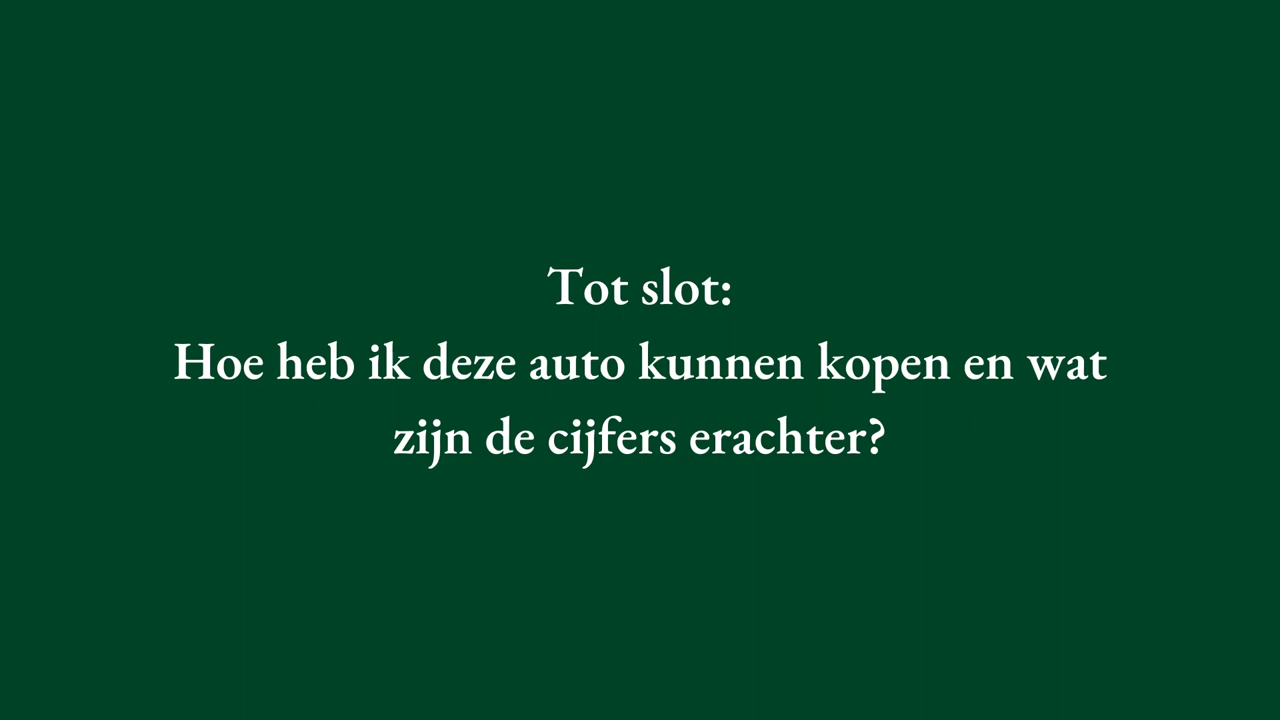 Tot slot:
Hoe heb ik deze auto kunnen kopen en wat
zijn de cijfers erachter?